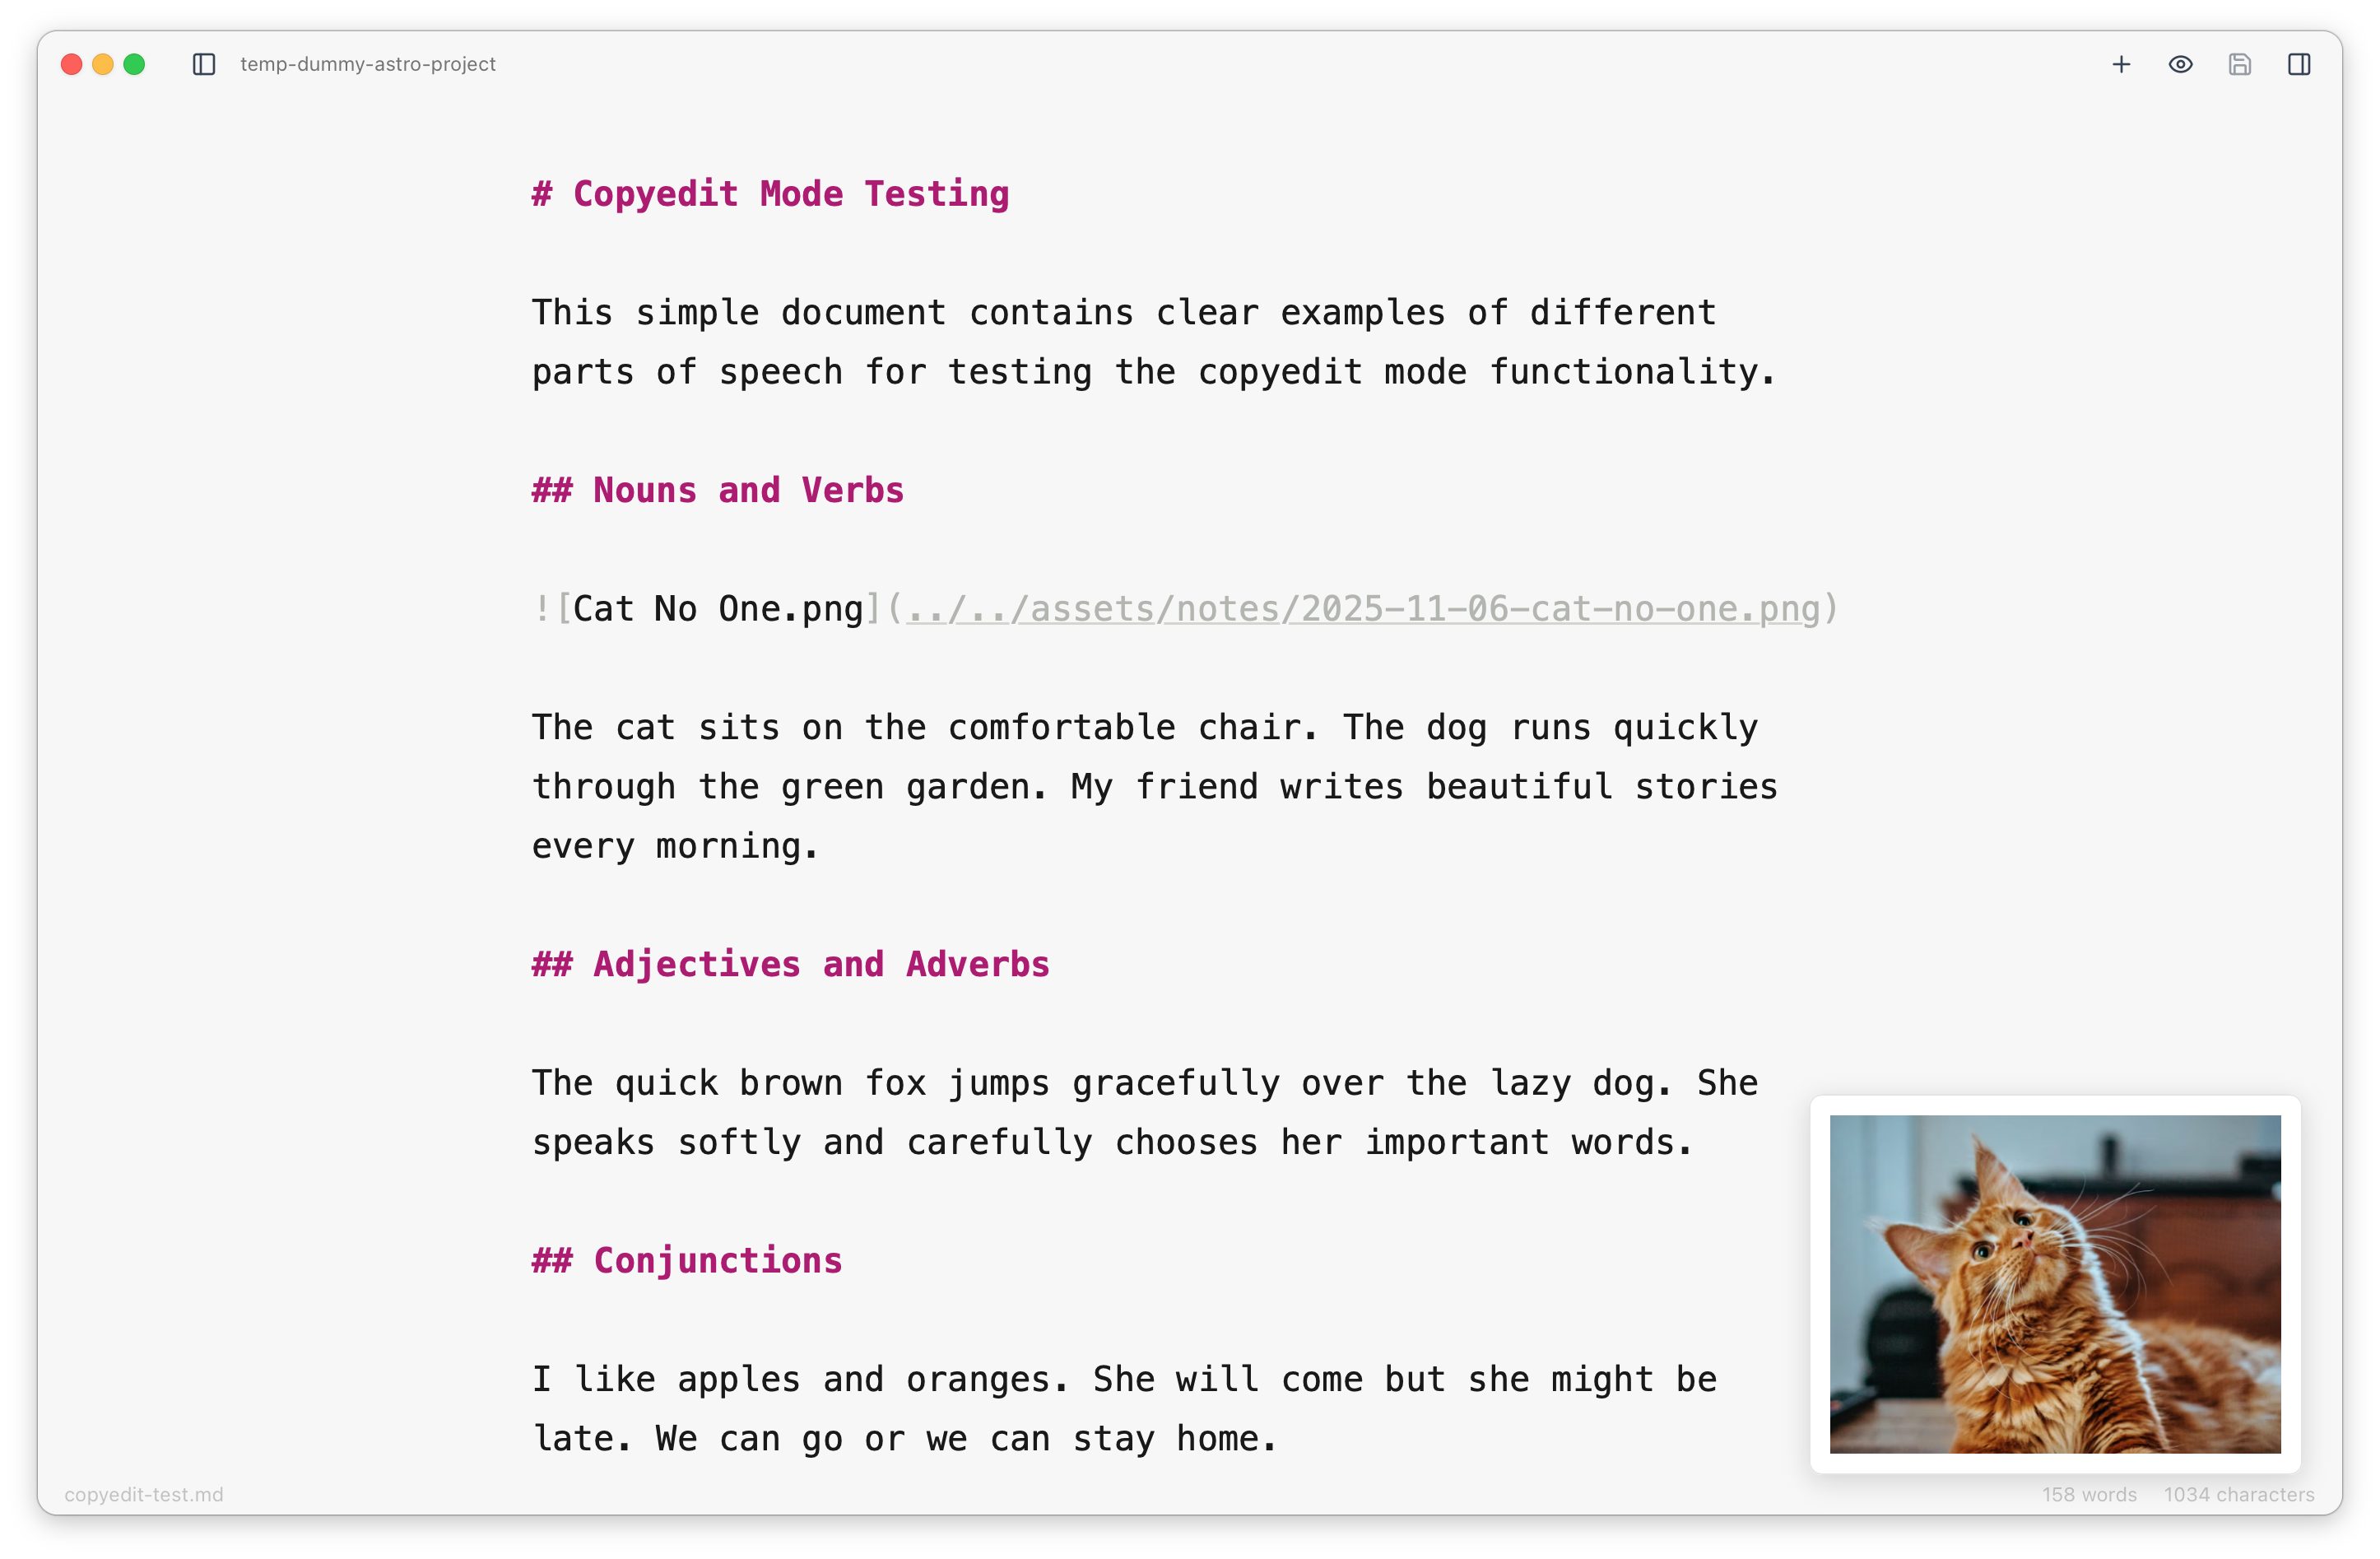 temp-dummy-astro-project
# Copyedit Mode Testing
This simple document contains clear examples of different
parts of speech for testing the copyedit mode functionality.
## Nouns and Verbs
![Cat No One.png](../../assets/notes/2025-11-06-cat-no-one.png)
The cat sits on the comfortable chair. The dog runs quickly
through the green garden. My friend writes beautiful stories
every morning.
## Adjectives and Adverbs
The quick brown fox jumps gracefully over the lazy dog. She
speaks softly and carefully chooses her important words.
## Conjunctions
I like apples and oranges. She will come but she might be
late. We can go or we can stay home.
copyedit-test.md
158 words 1034 characters